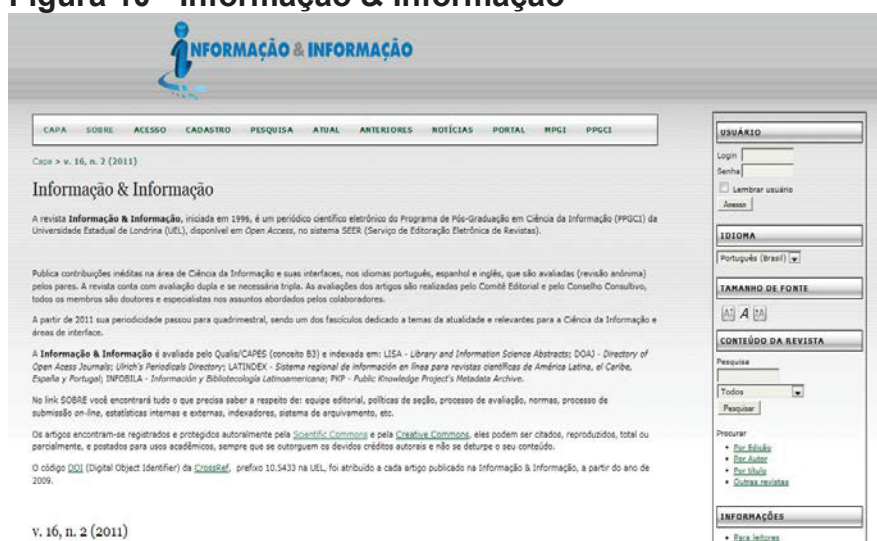 Figura 10 - Informação & Informação
INFORMAÇÃO & INFORMAÇÃO
CAPA SOBRE ACESSO CADASTRO PESQUISA ATUAL ANTERIORES NOTÍCIAS PORTAL MPGI PPGCI
Capa > v. 16, n. 2 (2011)
Informação & Informação
A revista Informação & Informação, iniciada em 1996, é um periódico científico eletrônico do Programa de Pós-Graduação em Ciência da Informação (PPGCI) da
Universidade Estadual de Londrina (UEL), disponível em Open Access, no sistema SEER (Serviço de Editoração Eletrônica de Revistas).
Publica contribuições inéditas na área de Ciência da Informação e suas interfaces, nos idiomas português, espanhol e inglês, que são avaliadas (revisão anônima)
pelos pares. A revista conta com avaliação dupla e se necessária tripla. As avaliações dos artigos são realizadas pelo Comitê Editorial e pelo Conselho Consultivo,
todos os membros são doutores e especialistas nos assuntos abordados pelos colaboradores.
A partir de 2011 sua periodicidade passou para quadrimestral, sendo um dos fascículos dedicado a temas da atualidade e relevantes para a Ciência da Informação e
áreas de interface.
A Informação & Informação é avaliada pelo Qualis/CAPES (conceito B3) e indexada em: LISA - Library and Information Science Abstracts; DOAJ - Directory of
Open Acess Journals; Ulrich's Periodicals Directory; LATINDEX - Sistema regional de información en línea para revistas científicas de América Latina, el Caribe,
España y Portugal; INFOBILA - Información y Bibliotecología Latinoamericana; PKP - Public Knowledge Project's Metadata Archive.
No link SOBRE você encontrará tudo o que precisa saber a respeito de: equipe editorial, políticas de seção, processo de avaliação, normas, processo de
submissão on-line, estatísticas internas e externas, indexadores, sistema de arquivamento, etc.
Os artigos encontram-se registrados e protegidos autoralmente pela Scientific Commons e pela Creative Commons, eles podem ser citados, reproduzidos, total ou
parcialmente, e postados para usos acadêmicos, sempre que se outorguem os devidos créditos autorais e não se deturpe o seu conteúdo.
O código DOI (Digital Object Identifier) da CrossRef, prefixo 10.5433 na UEL, foi atribuído a cada artigo publicado na Informação & Informação, a partir do ano de
2009.
v. 16, n. 2 (2011)
USUÁRIO
Login
Senha
Lembrar usuário
Acesso
IDIOMA
Português (Brasil)
TAMANHO DE FONTE
A A A
CONTEÚDO DA REVISTA
Pesquisa
Todos
Pesquisar
Procurar
Por Edição
Por Autor
Por título
Outras revistas
INFORMAÇÕES
Para leitores